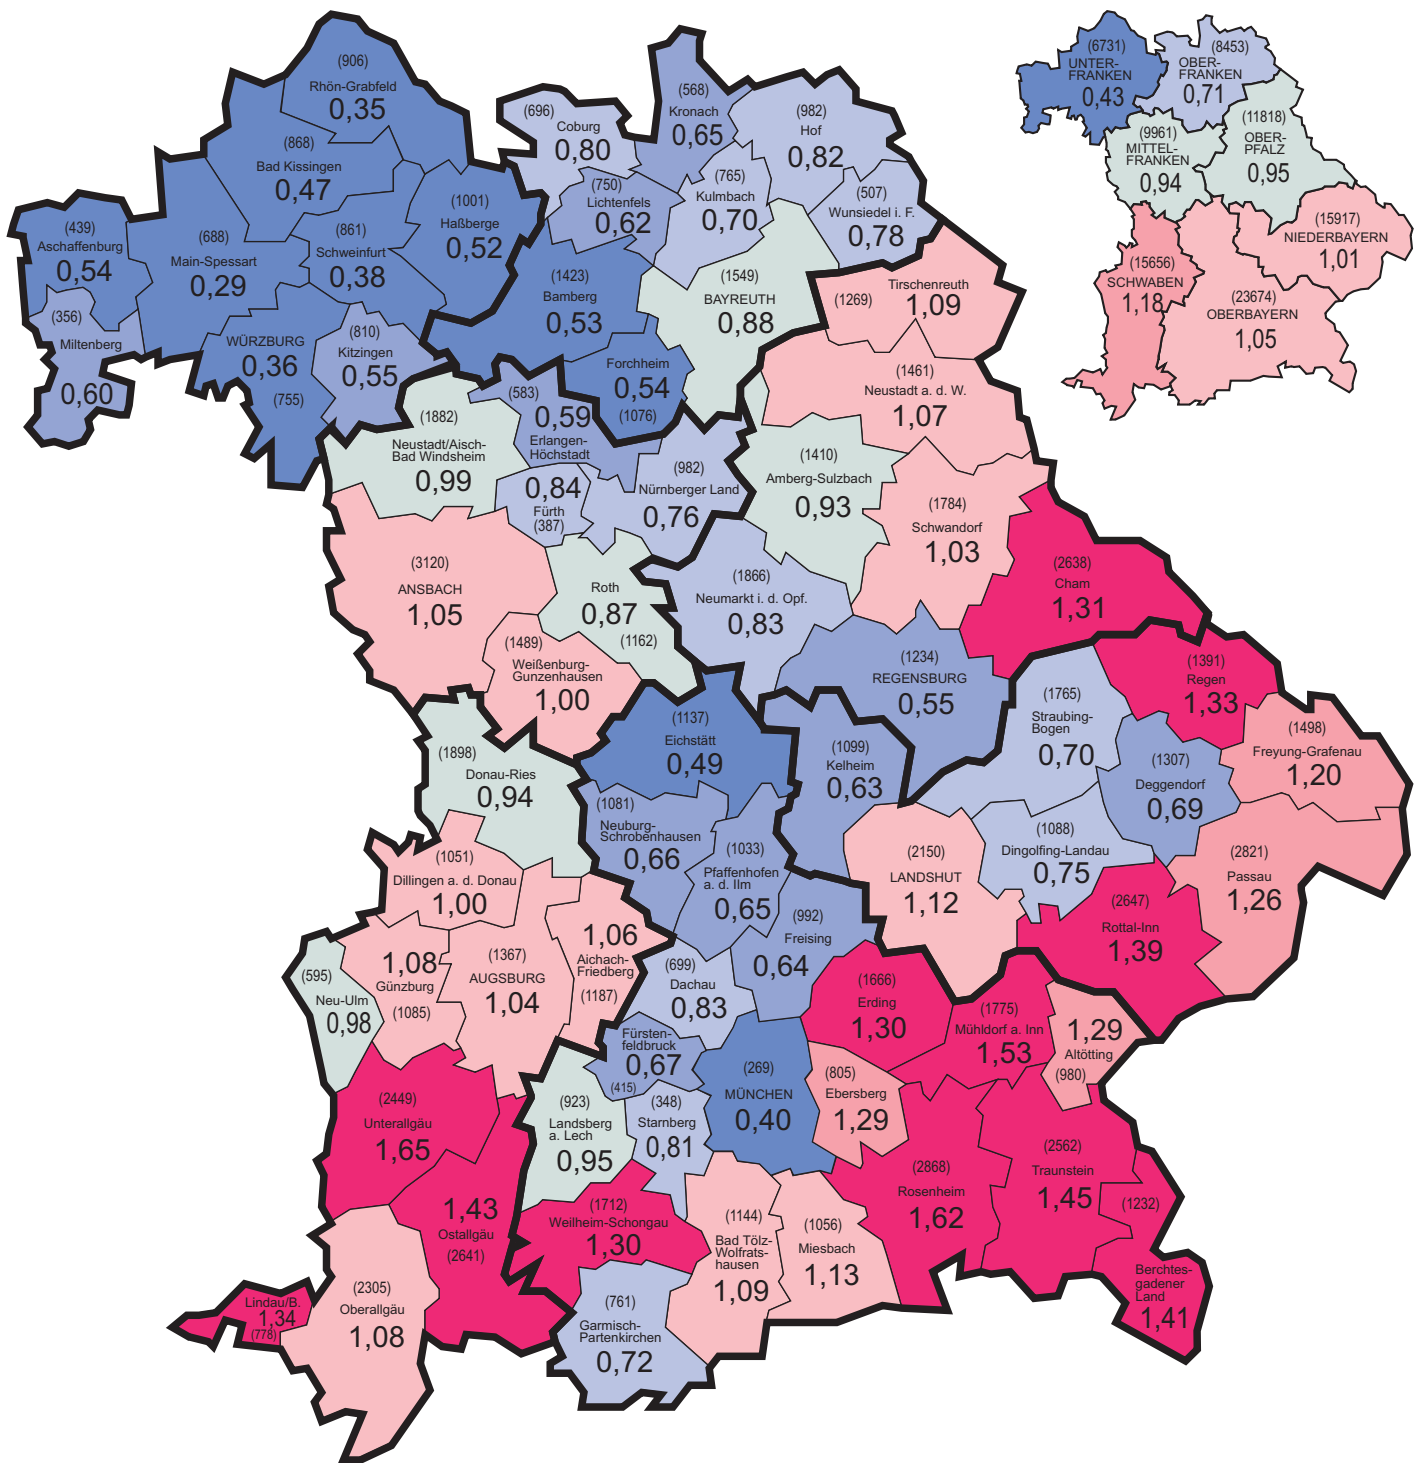 (906)
Rhön-Grabfeld
0,35
(868)
Bad Kissingen
0,47
(1001)
Haßberge
0,52
(439)
Aschaffenburg
0,54
(688)
Main-Spessart
0,29
(861)
Schweinfurt
0,38
(356)
Miltenberg
0,60
WÜRZBURG
0,36
(755)
(810)
Kitzingen
0,55
(696)
Coburg
0,80
(568)
Kronach
0,65
(982)
Hof
0,82
(750)
Lichtenfels
0,62
(765)
Kulmbach
0,70
(507)
Wunsiedel i. F.
0,78
(1423)
Bamberg
0,53
(1549)
BAYREUTH
0,88
Forchheim
0,54
(1076)
(1269)
Tirschenreuth
1,09
(1461)
Neustadt a. d. W.
1,07
(1882)
Neustadt/Aisch-
Bad Windsheim
0,99
(583)
0,59
Erlangen-
Höchstadt
0,84
Fürth
(387)
(982)
Nürnberger Land
0,76
(1410)
Amberg-Sulzbach
0,93
(1784)
Schwandorf
1,03
(2638)
Cham
1,31
(3120)
ANSBACH
1,05
Roth
0,87
(1162)
(1866)
Neumarkt i. d. Opf.
0,83
(1489)
Weißenburg-
Gunzenhausen
1,00
(1234)
REGENSBURG
0,55
(1391)
Regen
1,33
(1765)
Straubing-
Bogen
0,70
(1498)
Freyung-Grafenau
1,20
(1307)
Deggendorf
0,69
(1898)
Donau-Ries
0,94
(1137)
Eichstätt
0,49
(1099)
Kelheim
0,63
(1081)
Neuburg-
Schrobenhausen
0,66
(1033)
Pfaffenhofen
a. d. Ilm
0,65
(1088)
Dingolfing-Landau
0,75
(2150)
LANDSHUT
1,12
(2821)
Passau
1,26
(2647)
Rottal-Inn
1,39
(1051)
Dillingen a. d. Donau
1,00
(992)
Freising
0,64
1,06
Aichach-
Friedberg
(1187)
(1367)
AUGSBURG
1,04
1,08
Günzburg
(1085)
(595)
Neu-Ulm
0,98
(699)
Dachau
0,83
(1666)
Erding
1,30
(1775)
Mühldorf a. Inn
1,53
1,29
Altötting
(980)
Fürsten-
feldbruck
0,67
(415)
(269)
MÜNCHEN
0,40
(805)
Ebersberg
1,29
(2449)
Unterallgäu
1,65
(923)
Landsberg
a. Lech
0,95
(348)
Starnberg
0,81
(2868)
Rosenheim
1,62
(2562)
Traunstein
1,45
(1232)
Berchtes-
gadener
Land
1,41
1,43
Ostallgäu
(2641)
(1712)
Weilheim-Schongau
1,30
(1144)
Bad Tölz-
Wolfrats-
hausen
1,09
(1056)
Miesbach
1,13
Lindau/B.
1,34
(778)
(2305)
Oberallgäu
1,08
(761)
Garmisch-
Partenkirchen
0,72
(6731)
UNTER-
FRANKEN
0,43
(8453)
OBER-
FRANKEN
0,71
(9961)
MITTEL-
FRANKEN
0,94
(11818)
OBER-
PFALZ
0,95
(15917)
NIEDERBAYERN
1,01
(15656)
SCHWABEN
1,18
(23674)
OBERBAYERN
1,05